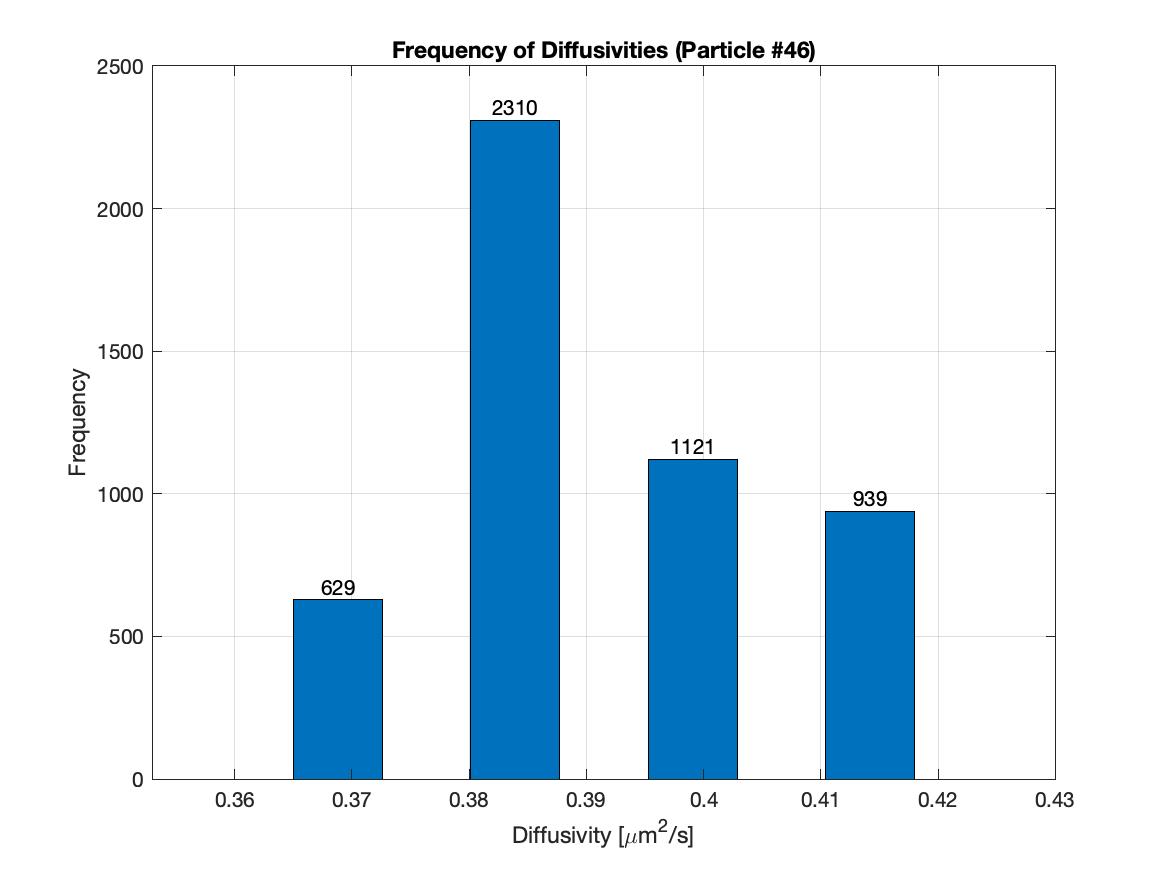 Frequency of Diffusivities (Particle #46)
2500
2000
1500
1000
500
0
Frequency
629
2310
1121
939
0.36 0.37 0.38 0.39 0.4 0.41 0.42 0.43
Diffusivity [μm²/s]